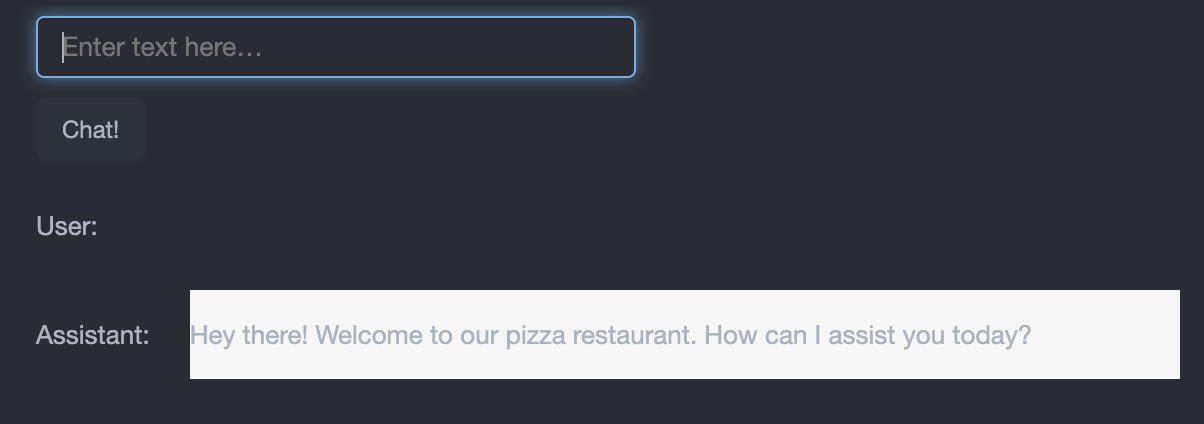 Enter text here...
Chat!
User:
Assistant: Hey there! Welcome to our pizza restaurant. How can I assist you today?